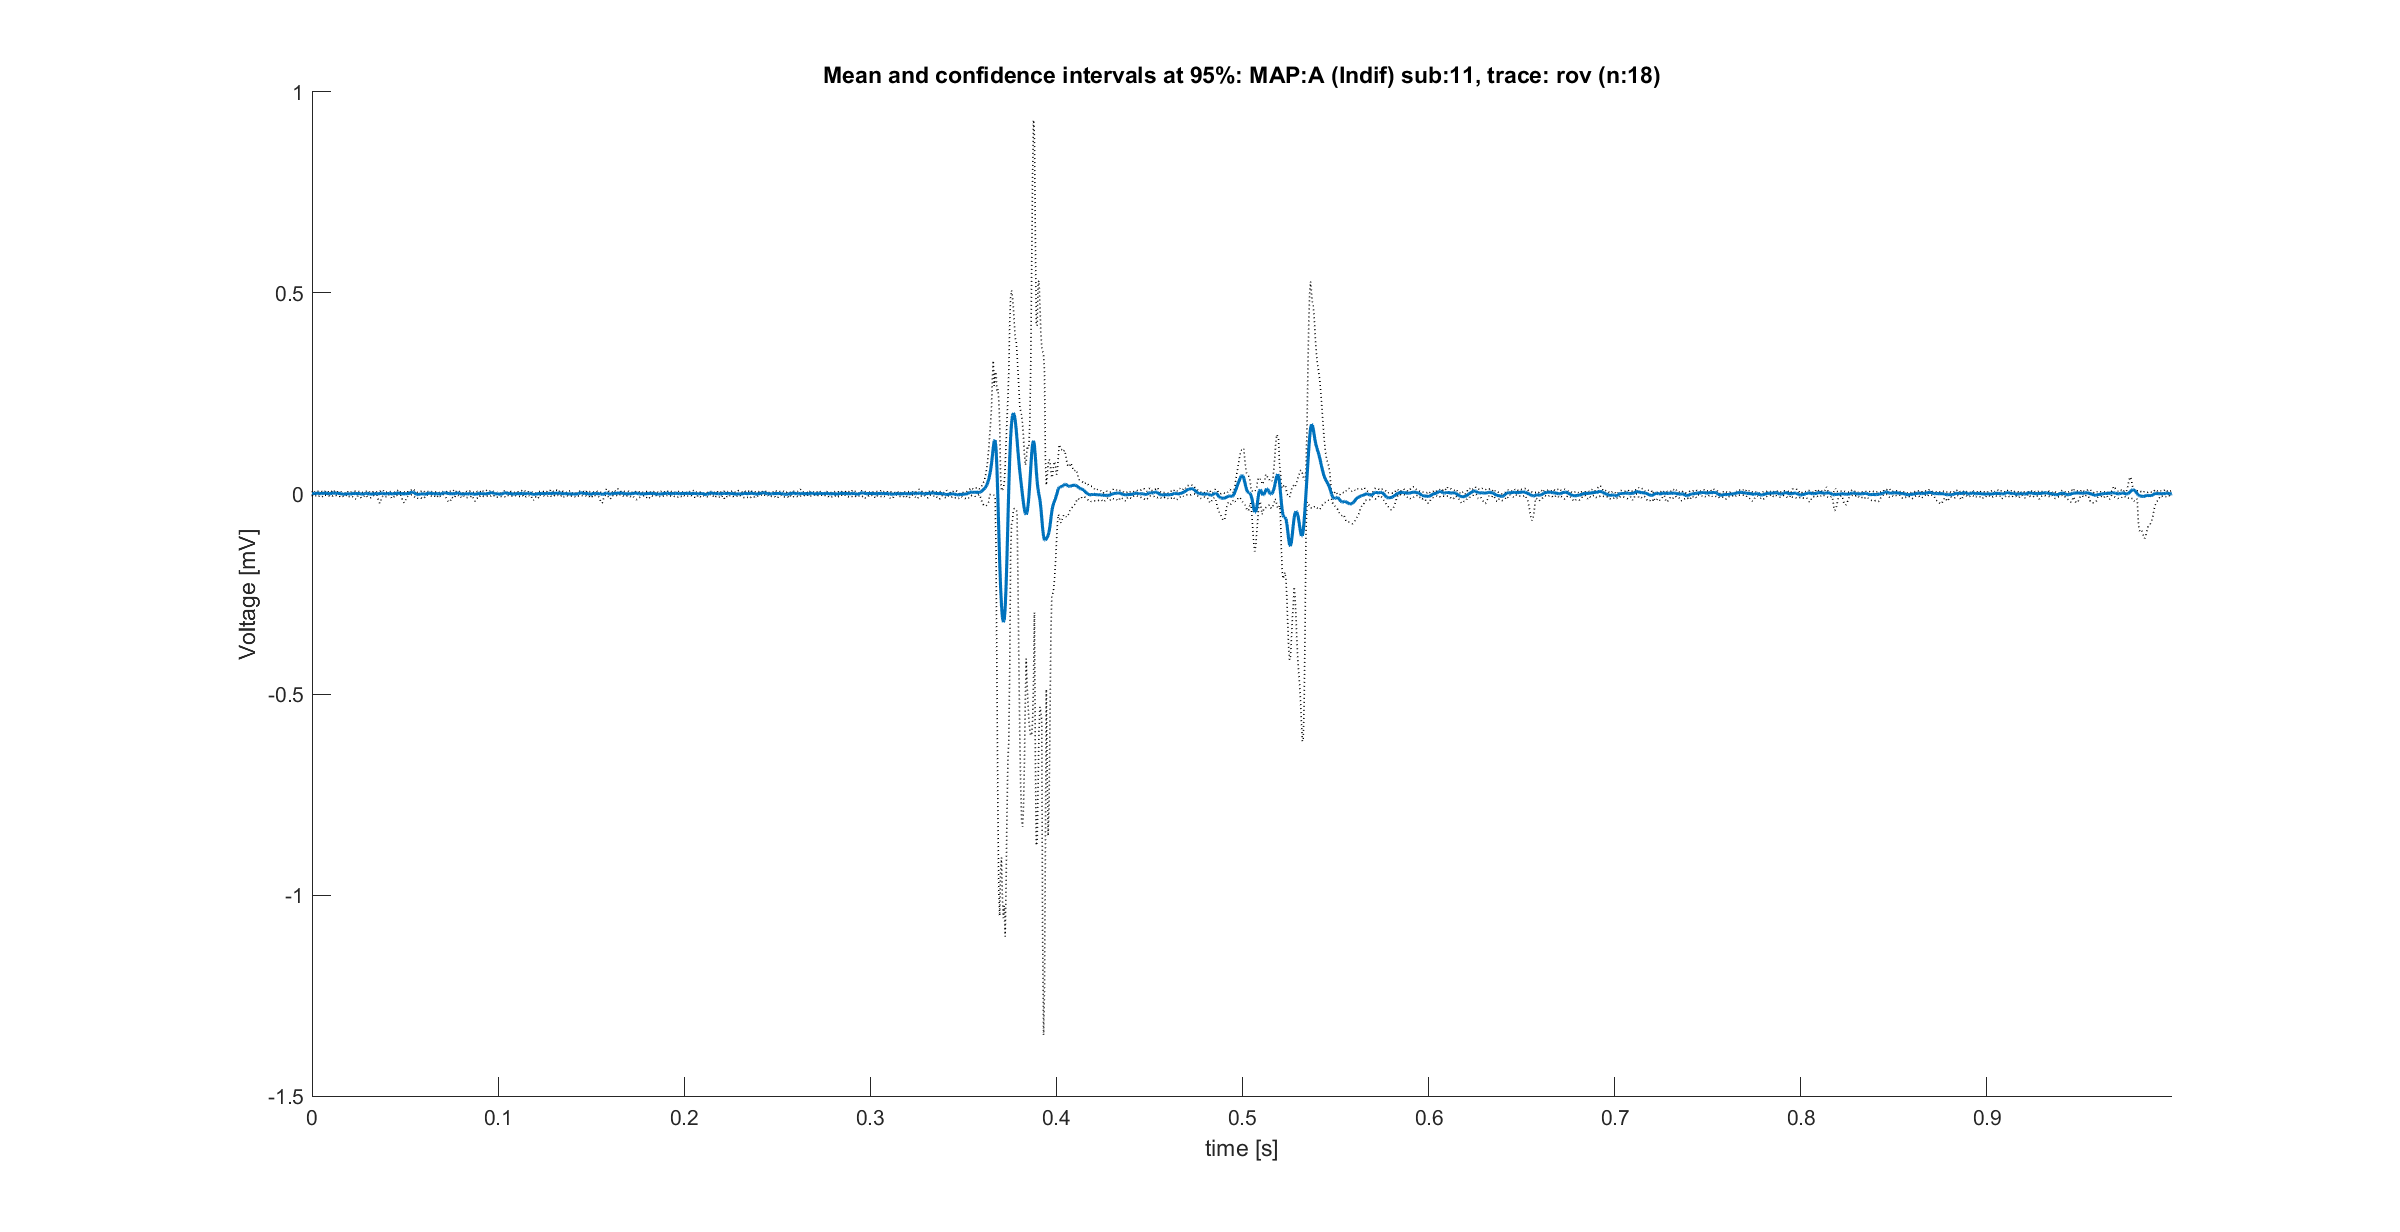 Mean and confidence intervals at 95%: MAP:A (Indif) sub:11, trace: rov (n:18)
1
0.5
0
-0.5
-1
-1.5
Voltage [mV]
0 0.1 0.2 0.3 0.4 0.5 0.6 0.7 0.8 0.9
time [s]